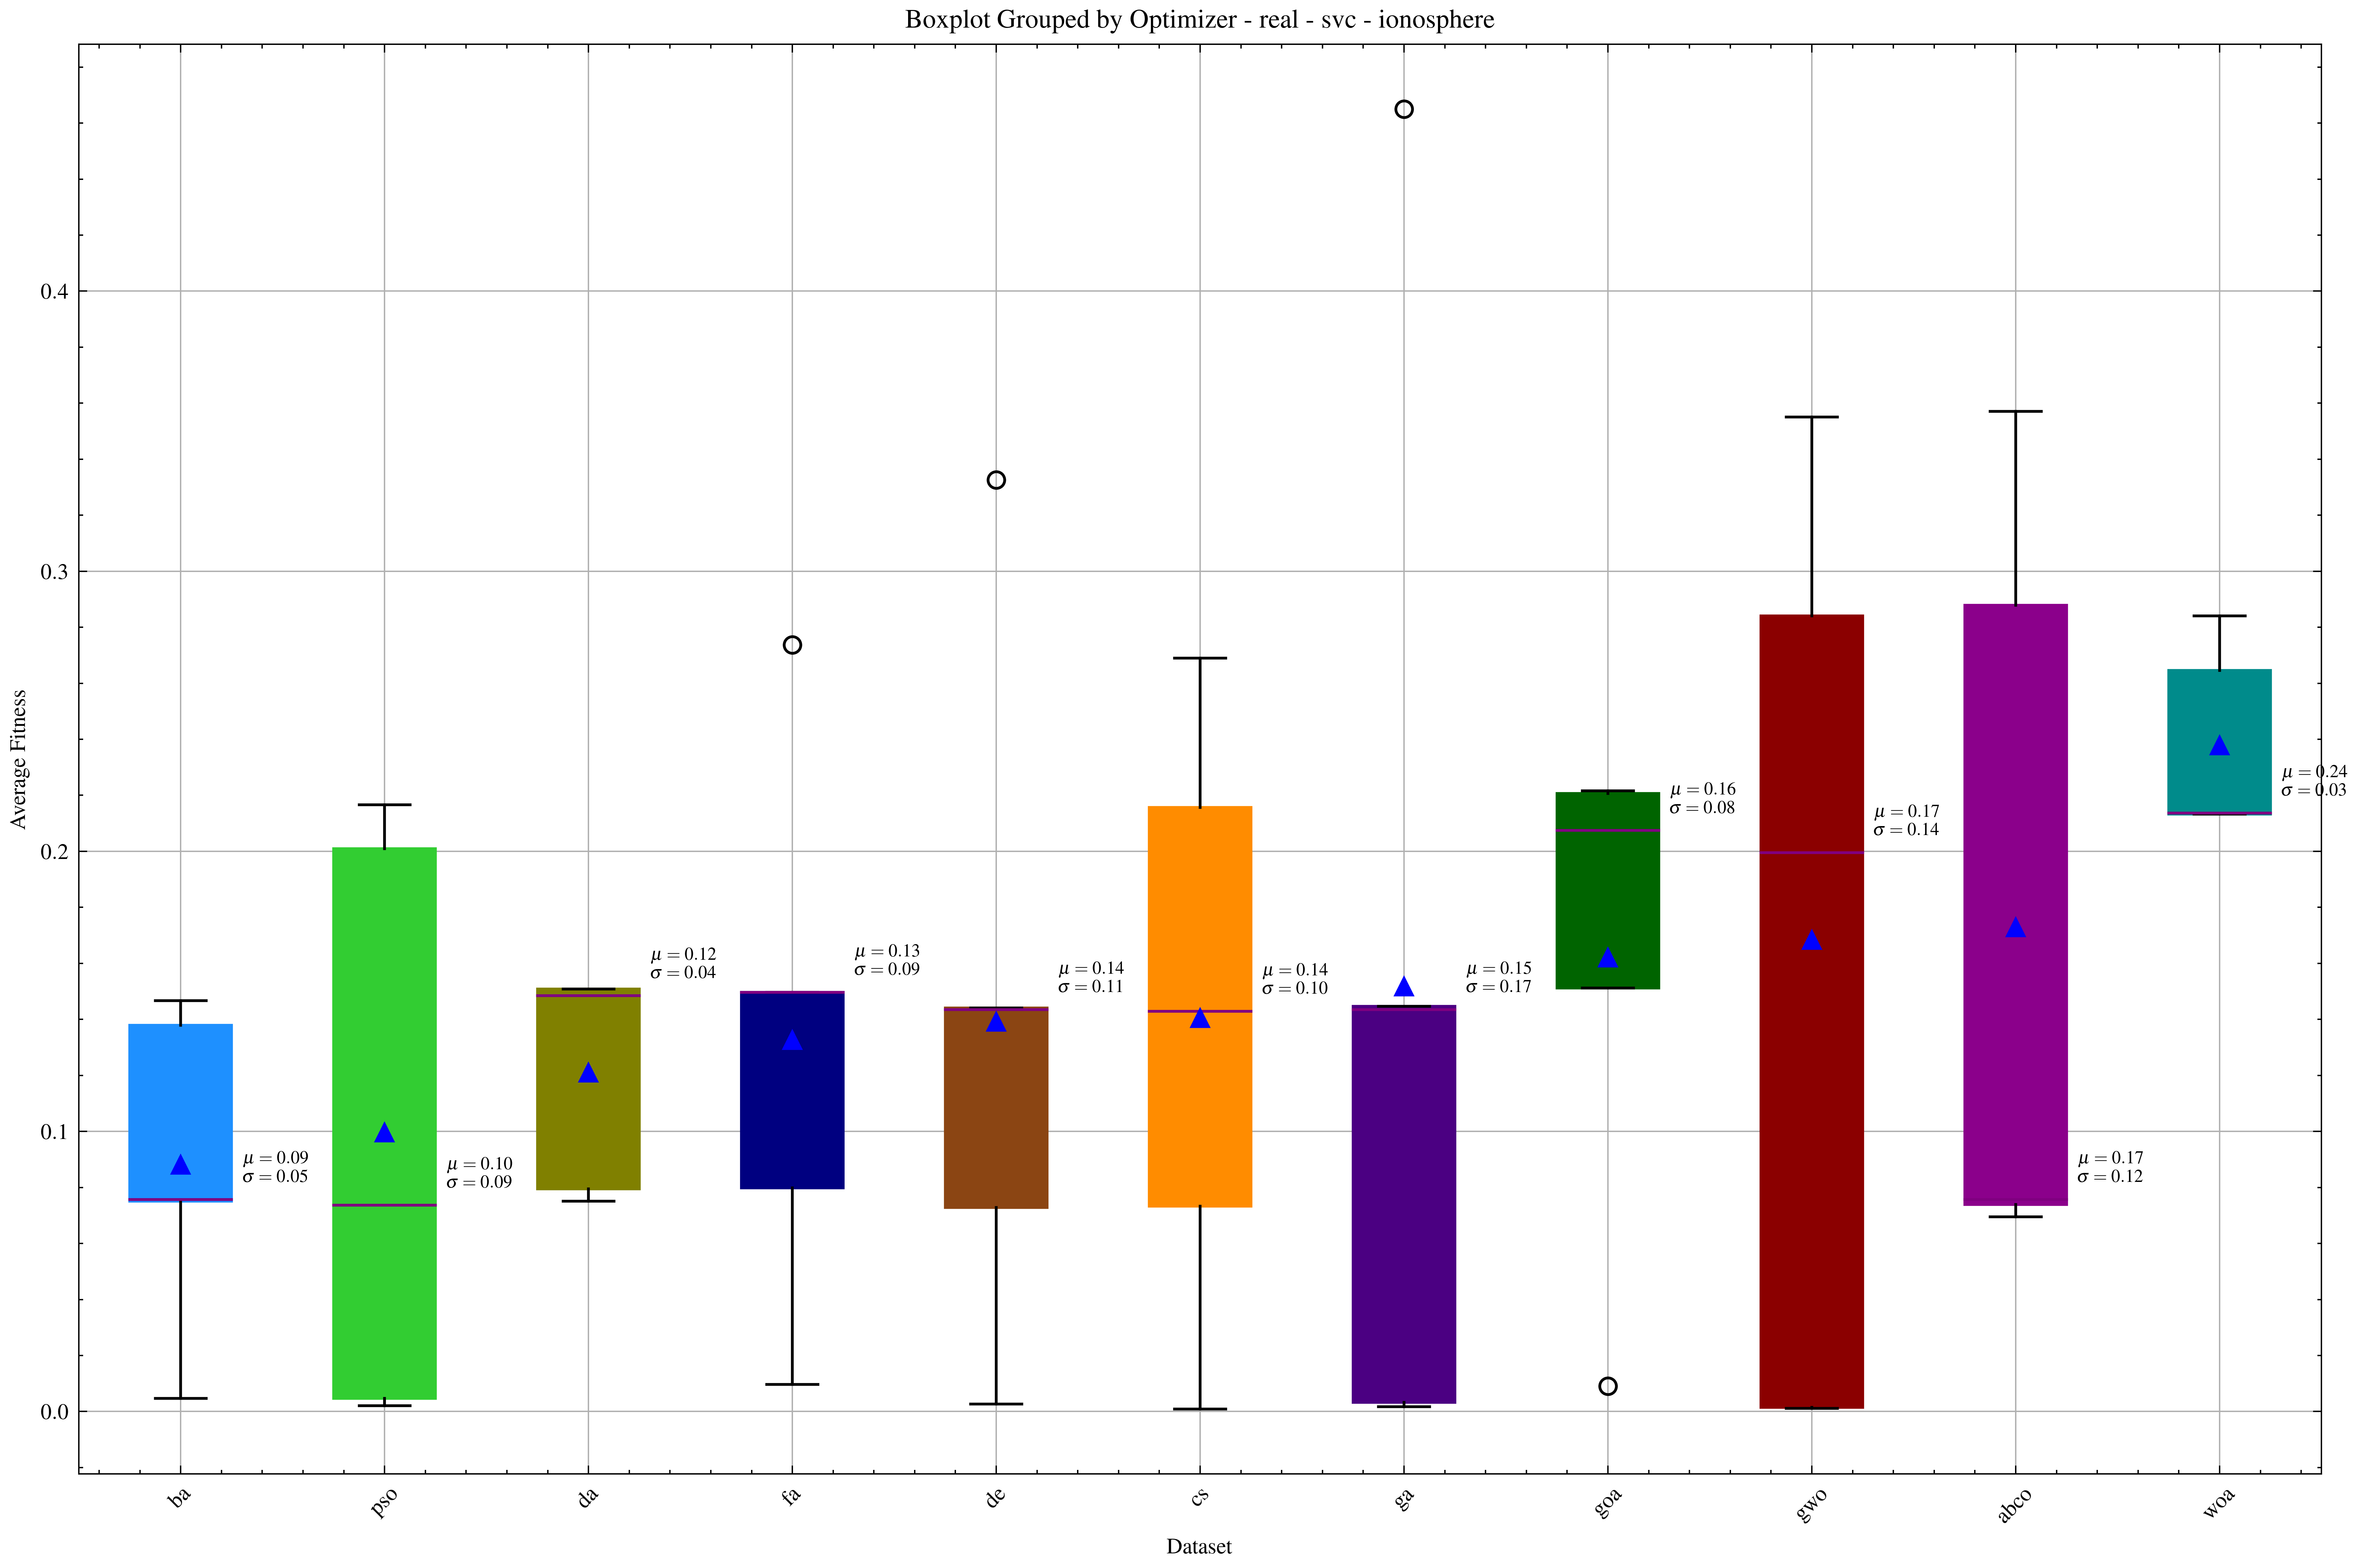 Boxplot Grouped by Optimizer - real - svc - ionosphere
Average Fitness
0.4
0.3
0.2
0.1
0.0
μ = 0.09
σ = 0.05
μ = 0.10
σ = 0.09
μ = 0.12
σ = 0.04
μ = 0.13
σ = 0.09
μ = 0.14
σ = 0.11
μ = 0.14
σ = 0.10
μ = 0.15
σ = 0.17
μ = 0.16
σ = 0.08
μ = 0.17
σ = 0.14
μ = 0.17
σ = 0.12
μ = 0.24
σ = 0.03
ba
pso
da
fa
de
cs
ga
goa
gwo
abco
woa
Dataset